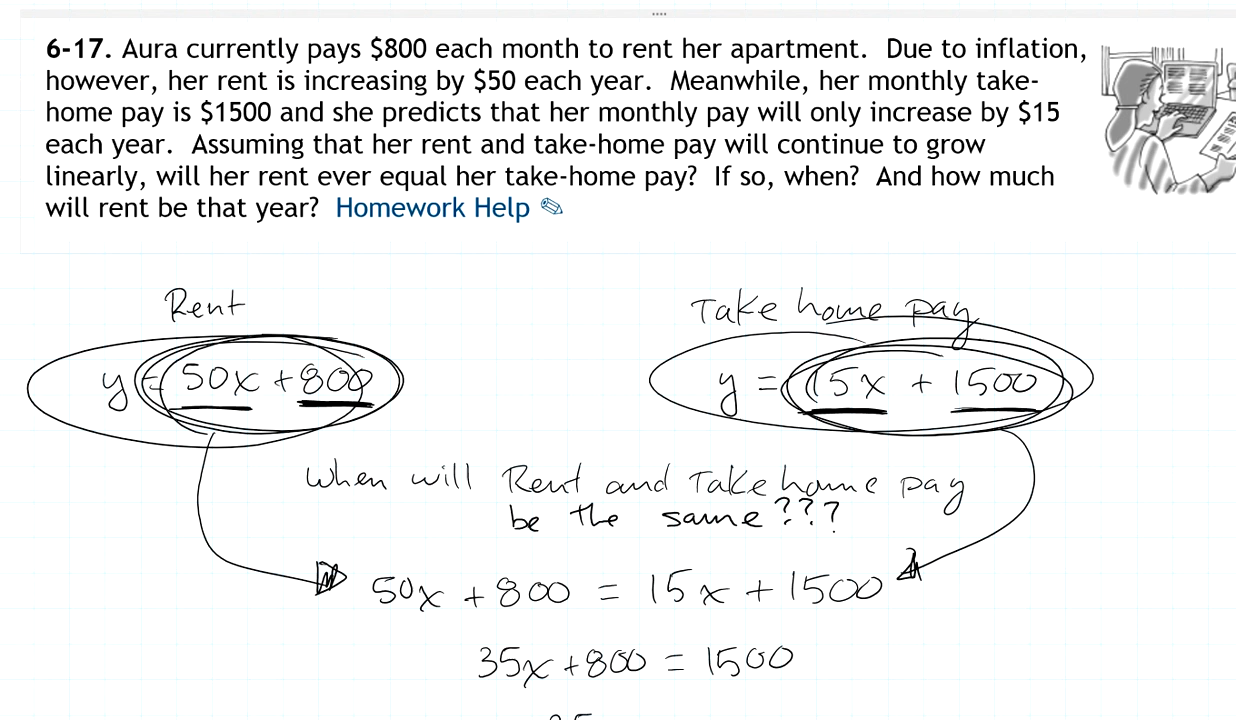 6-17. Aura currently pays $800 each month to rent her apartment. Due to inflation,
however, her rent is increasing by $50 each year. Meanwhile, her monthly take-
home pay is $1500 and she predicts that her monthly pay will only increase by $15
each year. Assuming that her rent and take-home pay will continue to grow
linearly, will her rent ever equal her take-home pay? If so, when? And how much
will rent be that year? Homework Help ✎
Rent
Take home pay
y = 50x + 800
y = 15x + 1500
When will Rent and Take home pay
be the same???
50x + 800 = 15x + 1500
35x + 800 = 1500